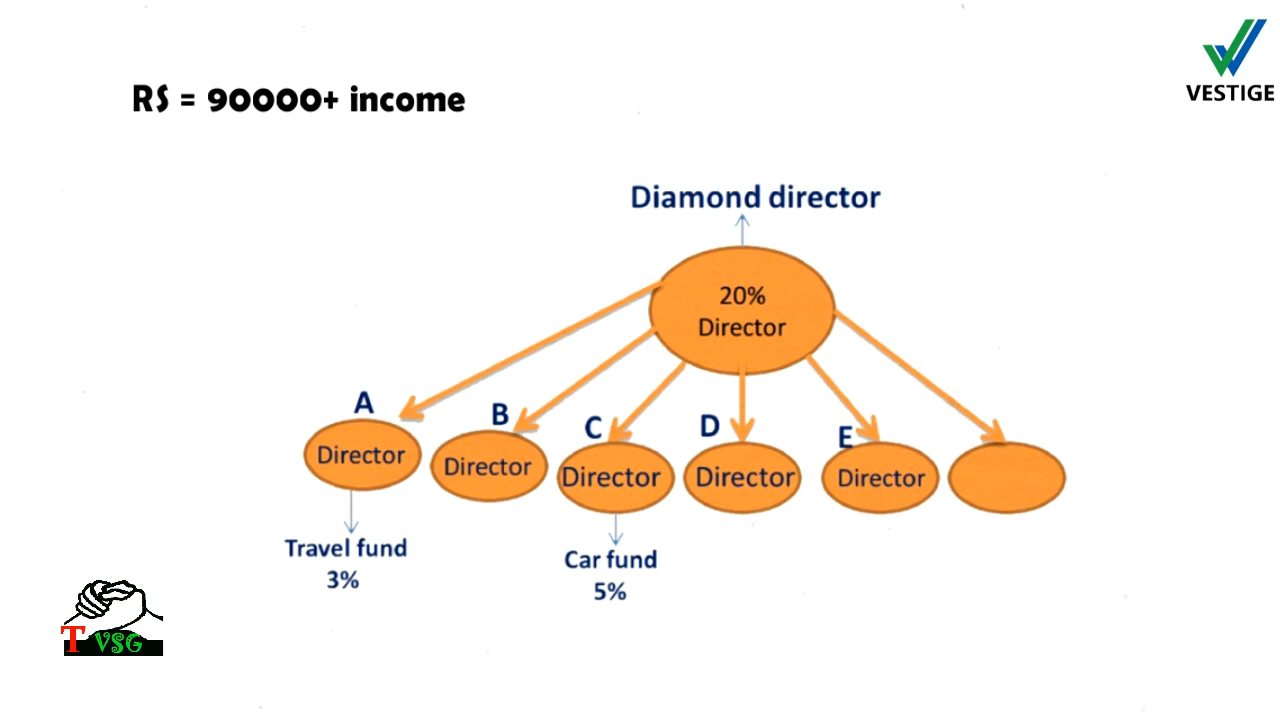 VESTIGE
RS = 90000+ income
Diamond director
20%
Director
A
B
C
D
E
Director
Director
Director
Director
Director
Travel fund
3%
Car fund
5%
T VSG